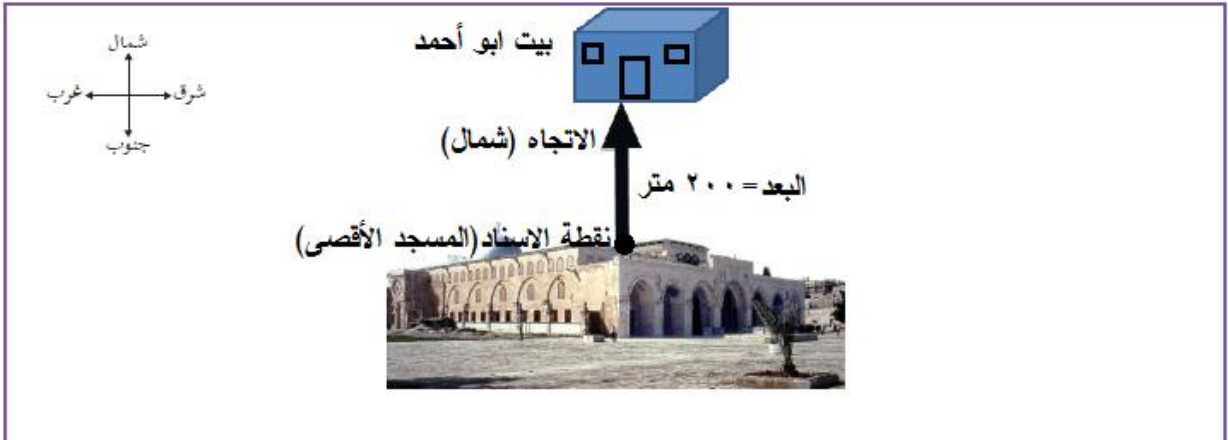 بيت ابو أحمد
شمال
شرق
غرب
جنوب
الاتجاه (شمال)
البعد = ٢٠٠ متر
نقطة الاسناد(المسجد الأقصى)